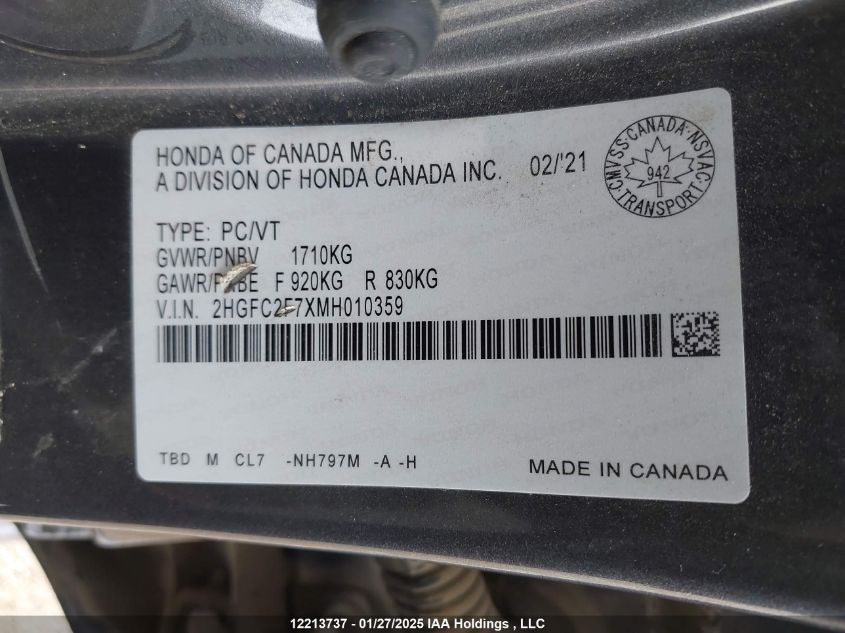 HONDA OF CANADA MFG.,
A DIVISION OF HONDA CANADA INC. 02/'21
CMVSS·CANADA·NSVAC·TRANSPORT
942
TYPE: PC/VT
GVWR/PNBV 1710KG
GAWR/PNBE F 920KG R 830KG
V.I.N. 2HGFC2F7XMH010359
TBD M CL7 -NH797M -A -H
MADE IN CANADA
12213737 - 01/27/2025 IAA Holdings , LLC